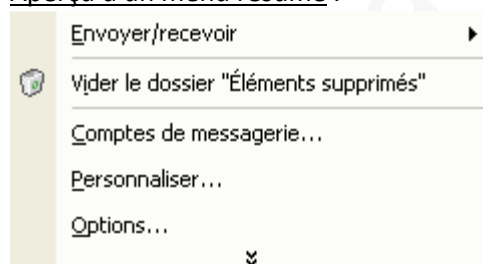 Aperçu d'un menu résumé :
Envoyer/recevoir
Vider le dossier "Éléments supprimés"
Comptes de messagerie...
Personnaliser...
Options...